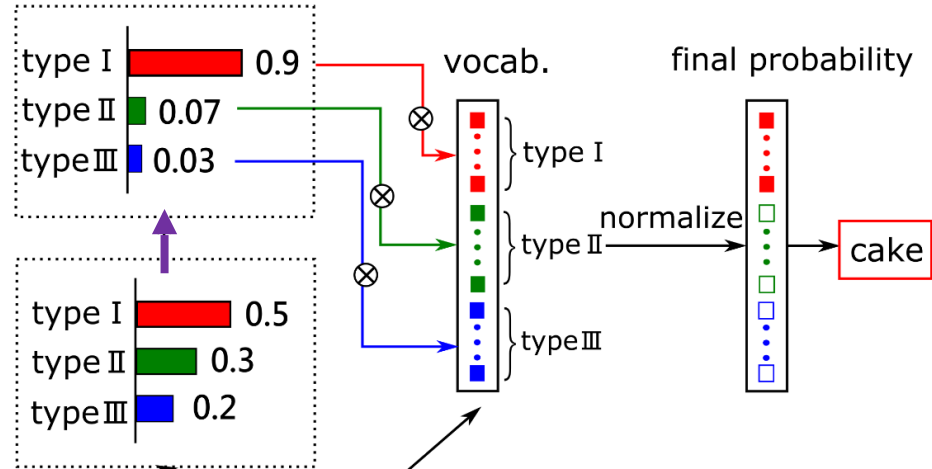 type Ⅰ 0.9
type Ⅱ 0.07
type Ⅲ 0.03
type Ⅰ 0.5
type Ⅱ 0.3
type Ⅲ 0.2
vocab.
type Ⅰ
type Ⅱ
type Ⅲ
normalize
final probability
cake